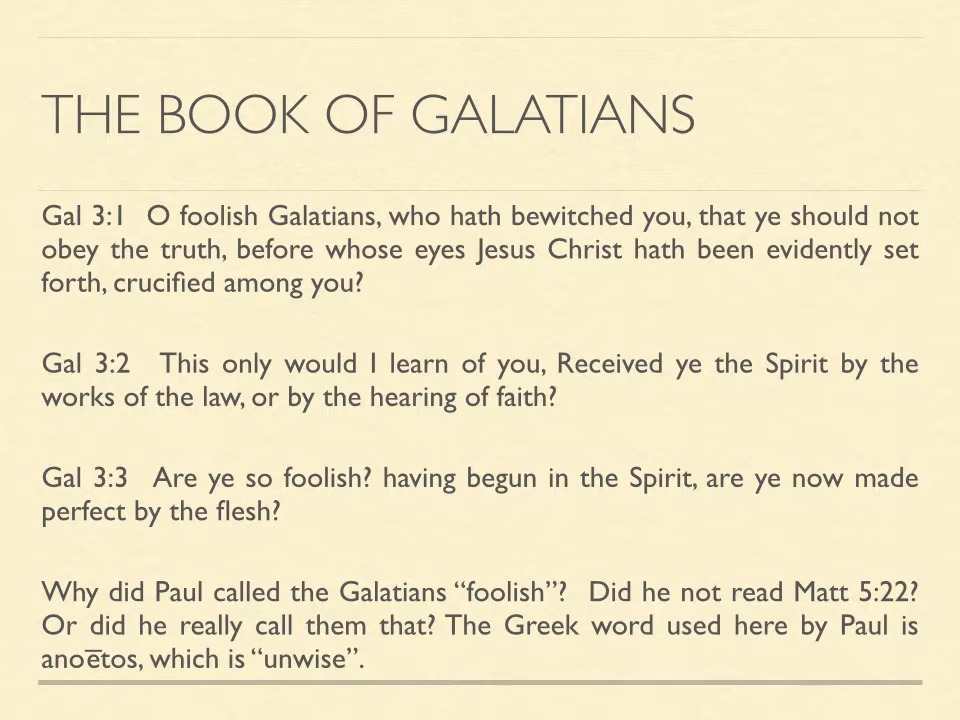 THE BOOK OF GALATIANS
Gal 3:1  O foolish Galatians, who hath bewitched you, that ye should not
obey the truth, before whose eyes Jesus Christ hath been evidently set
forth, crucified among you?
Gal 3:2  This only would I learn of you, Received ye the Spirit by the
works of the law, or by the hearing of faith?
Gal 3:3  Are ye so foolish? having begun in the Spirit, are ye now made
perfect by the flesh?
Why did Paul called the Galatians “foolish”?  Did he not read Matt 5:22?
Or did he really call them that? The Greek word used here by Paul is
anoētos, which is “unwise”.